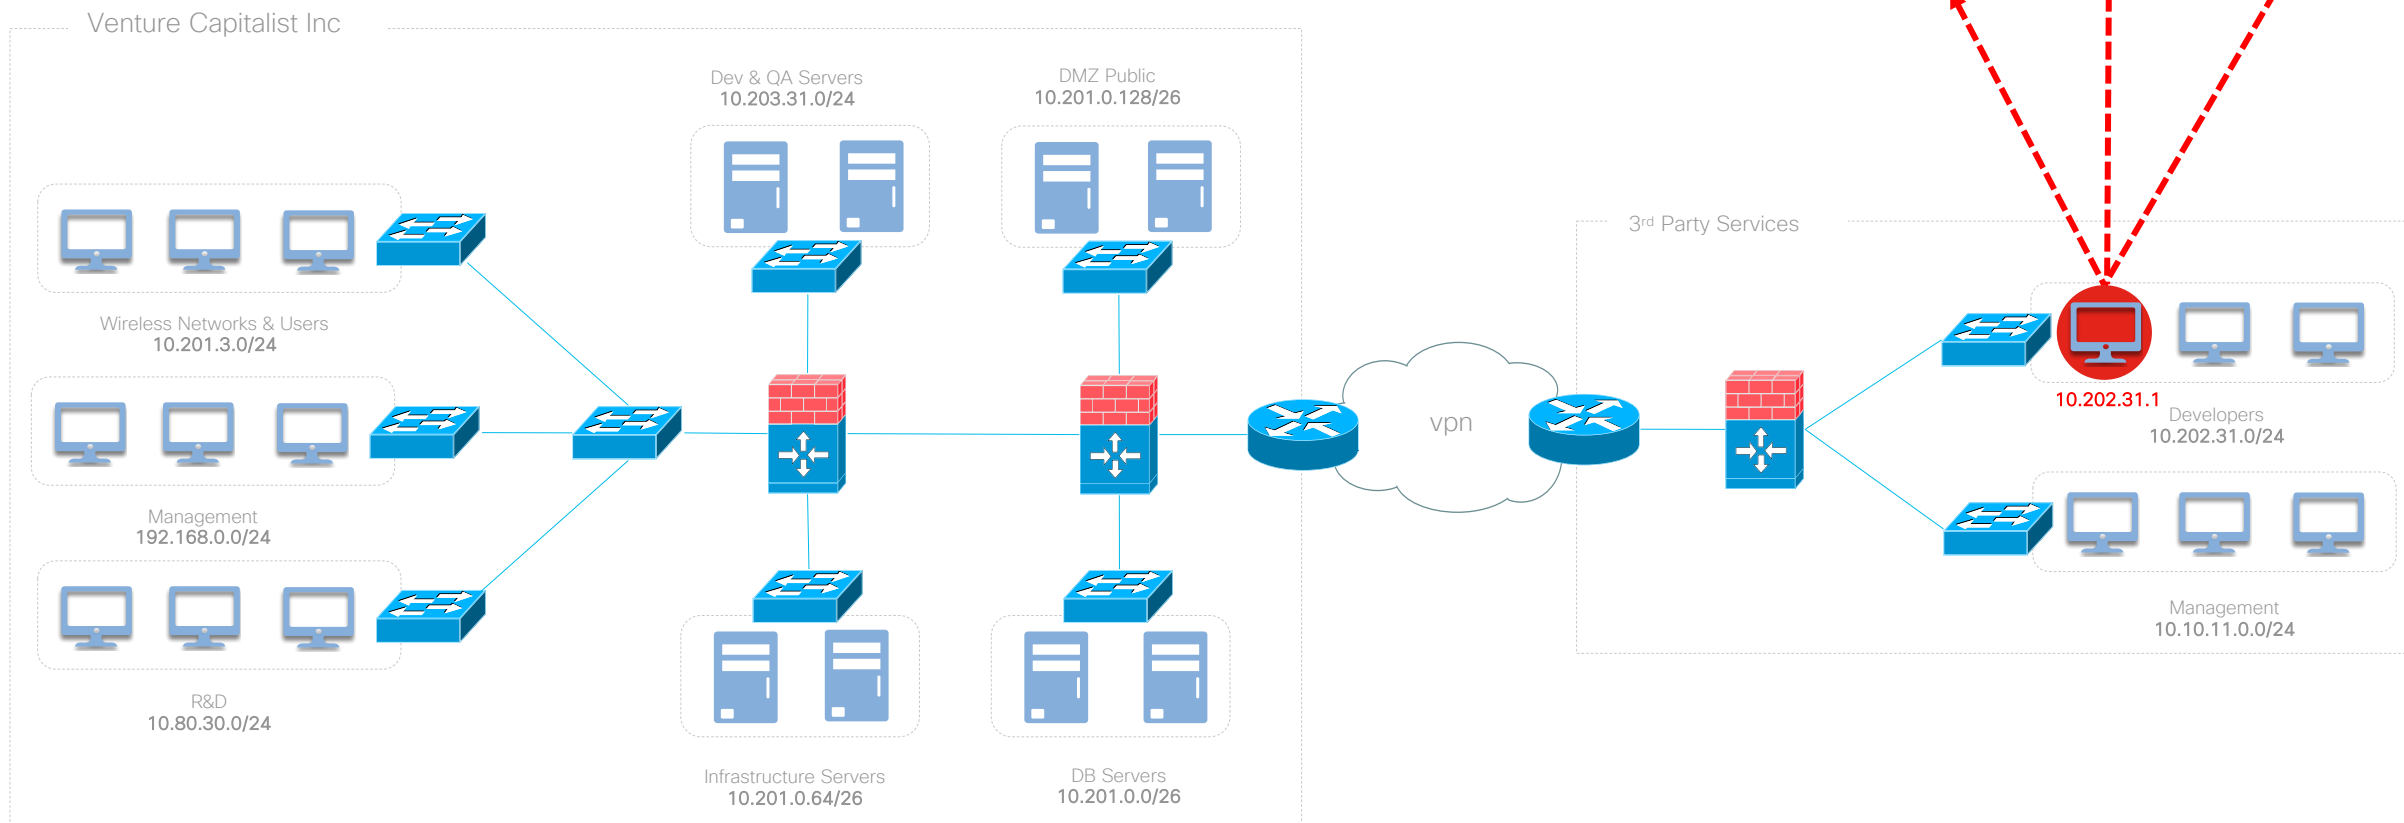 Venture Capitalist Inc
Dev & QA Servers
10.203.31.0/24
DMZ Public
10.201.0.128/26
Wireless Networks & Users
10.201.3.0/24
Management
192.168.0.0/24
R&D
10.80.30.0/24
Infrastructure Servers
10.201.0.64/26
DB Servers
10.201.0.0/26
vpn
3rd Party Services
10.202.31.1
Developers
10.202.31.0/24
Management
10.10.11.0.0/24